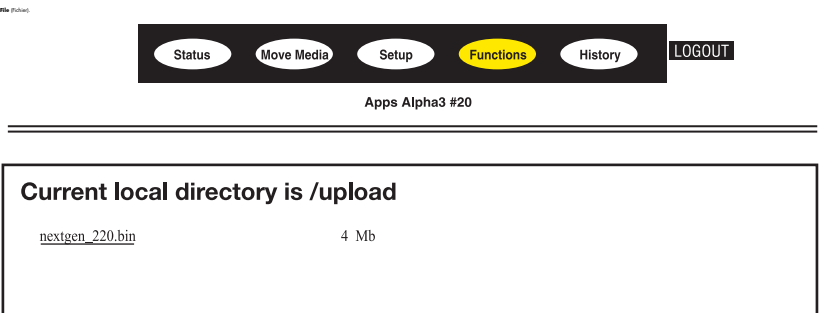 File (Fichier).
Status Move Media Setup Functions History LOGOUT
Apps Alpha3 #20
Current local directory is /upload
nextgen_220.bin 4 Mb